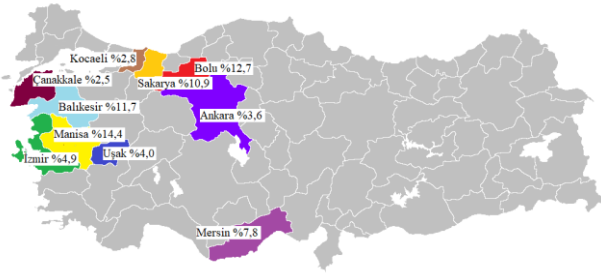 Kocaeli %2,8
Bolu %12,7
Çanakkale %2,5
Sakarya %10,9
Balıkesir %11,7
Ankara %3,6
Manisa %14,4
Uşak %4,0
İzmir %4,9
Mersin %7,8